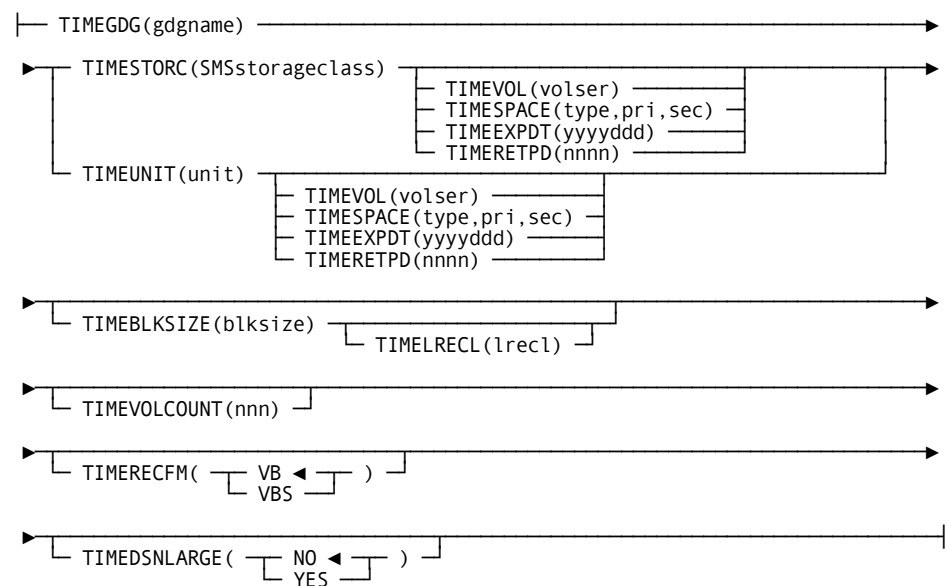 TIMEGDG(gdgname)
TIMESTORC(SMSstorageclass)
TIMEVOL(volser)
TIMESPACE(type,pri,sec)
TIMEEXPDT(yyyyddd)
TIMERETPD(nnnn)
TIMEUNIT(unit)
TIMEVOL(volser)
TIMESPACE(type,pri,sec)
TIMEEXPDT(yyyyddd)
TIMERETPD(nnnn)
TIMEBLKSIZE(blksize)
TIMELRECL(lrecl)
TIMEVOLCOUNT(nnn)
TIMERECFM( VB )
VBS
TIMEDSNLARGE( NO )
YES